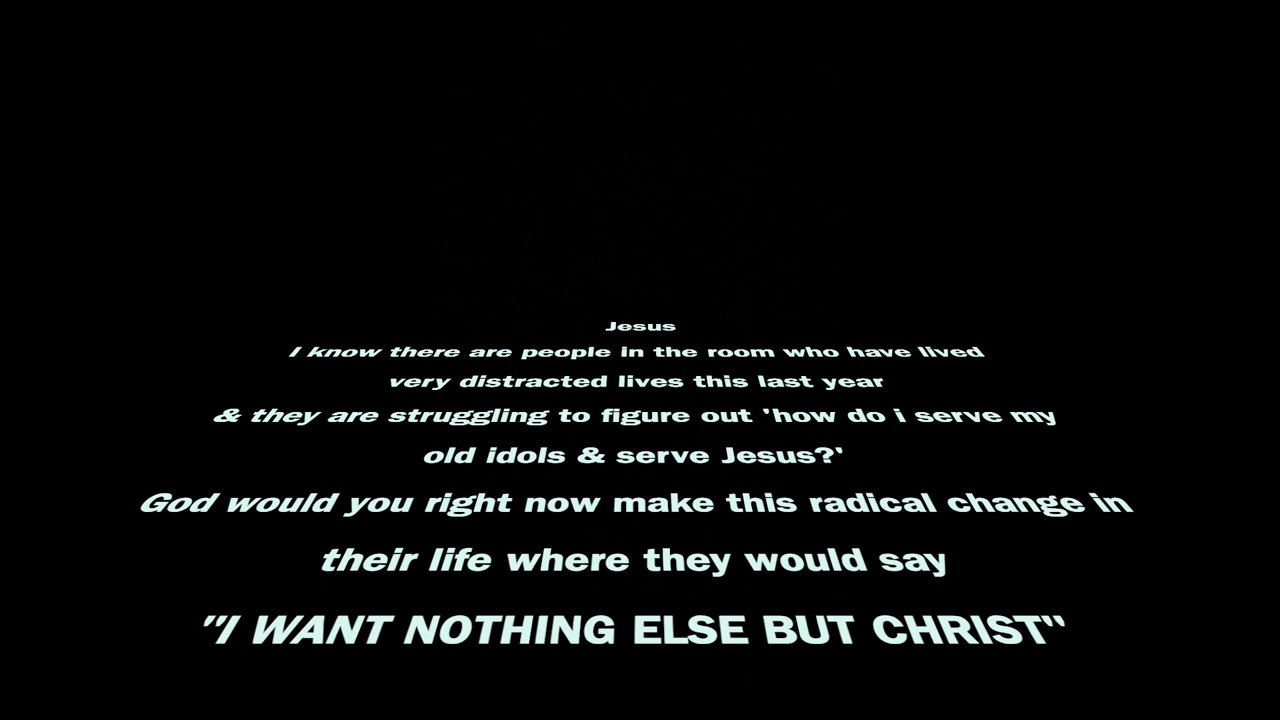 Jesus
I know there are people in the room who have lived
very distracted lives this last year
& they are struggling to figure out 'how do i serve my
old idols & serve Jesus?'
God would you right now make this radical change in
their life where they would say
"I WANT NOTHING ELSE BUT CHRIST"